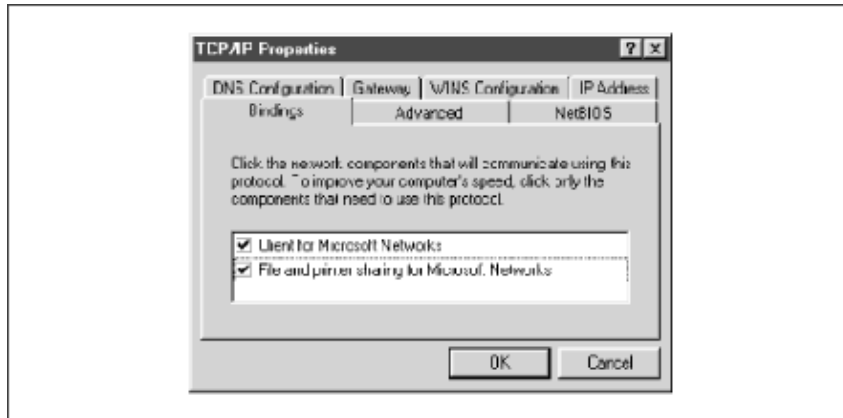 TCP/IP Properties
? X
DNS Configuration Gateway WINS Configuration IP Address
Bindings Advanced NetBIOS
Click the network components that will communicate using this
protocol. To improve your computer's speed, click only the
components that need to use this protocol.
Client for Microsoft Networks
File and printer sharing for Microsoft Networks
OK Cancel